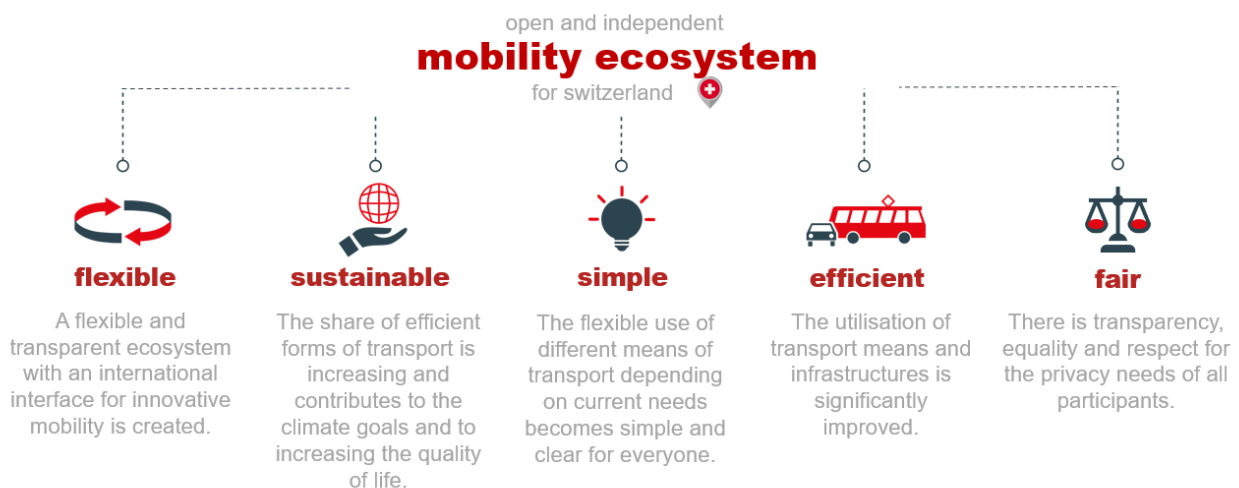 open and independent
mobility ecosystem
for switzerland
flexible
A flexible and
transparent ecosystem
with an international
interface for innovative
mobility is created.
sustainable
The share of efficient
forms of transport is
increasing and
contributes to the
climate goals and to
increasing the quality
of life.
simple
The flexible use of
different means of
transport depending
on current needs
becomes simple and
clear for everyone.
efficient
The utilisation of
transport means and
infrastructures is
significantly
improved.
fair
There is transparency,
equality and respect for
the privacy needs of all
participants.